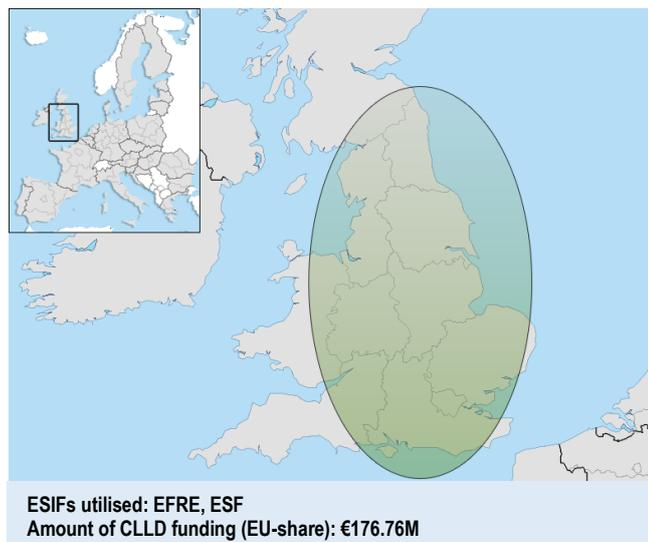 ESIFs utilised: EFRE, ESF
Amount of CLLD funding (EU-share): €176.76M